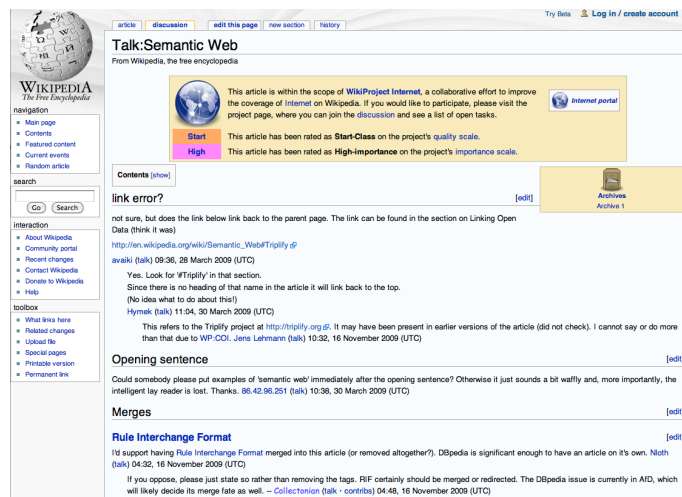 Try Beta Log in / create account
article discussion edit this page new section history
Talk:Semantic Web
From Wikipedia, the free encyclopedia
WIKIPEDIA
The Free Encyclopedia
navigation
Main page
Contents
Featured content
Current events
Random article
search
Go Search
interaction
About Wikipedia
Community portal
Recent changes
Contact Wikipedia
Donate to Wikipedia
Help
toolbox
What links here
Related changes
Upload file
Special pages
Printable version
Permanent link
This article is within the scope of WikiProject Internet, a collaborative effort to improve
the coverage of Internet on Wikipedia. If you would like to participate, please visit the
project page, where you can join the discussion and see a list of open tasks.
Internet portal
Start This article has been rated as Start-Class on the project's quality scale.
High This article has been rated as High-importance on the project's importance scale.
Contents [show]
Archives
Archive 1
link error? [edit]
not sure, but does the link below link back to the parent page. The link can be found in the section on Linking Open
Data (think it was)
http://en.wikipedia.org/wiki/Semantic_Web#Triplify
avaiki (talk) 09:36, 28 March 2009 (UTC)
Yes. Look for '#Triplify' in that section.
Since there is no heading of that name in the article it will link back to the top.
(No idea what to do about this!)
Hymek (talk) 11:04, 30 March 2009 (UTC)
This refers to the Triplify project at http://triplify.org. It may have been present in earlier versions of the article (did not check). I cannot say or do more
than that due to WP:COI. Jens Lehmann (talk) 10:32, 16 November 2009 (UTC)
Opening sentence [edit
Could somebody please put examples of 'semantic web' immediately after the opening sentence? Otherwise it just sounds a bit waffly and, more importantly, the
intelligent lay reader is lost. Thanks. 86.42.96.251 (talk) 10:38, 30 March 2009 (UTC)
Merges [edit
Rule Interchange Format [edit
I'd support having Rule Interchange Format merged into this article (or removed altogether?). DBpedia is significant enough to have an article on it's own. Nloth
(talk) 04:32, 16 November 2009 (UTC)
If you oppose, please just state so rather than removing the tags. RIF certainly should be merged or redirected. The DBpedia issue is currently in AfD, which
will likely decide its merge fate as well. -- Collectonian (talk · contribs) 04:48, 16 November 2009 (UTC)